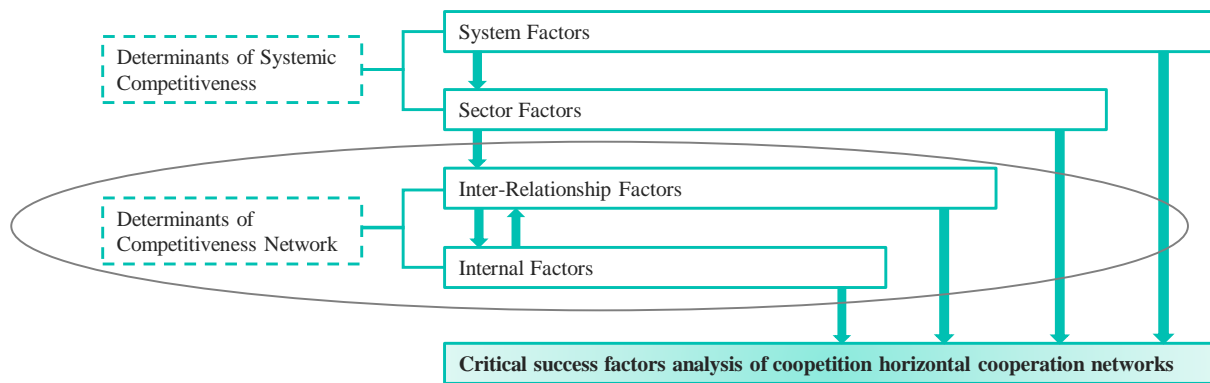 System Factors
Determinants of Systemic
Competitiveness
Sector Factors
Inter-Relationship Factors
Determinants of
Competitiveness Network
Internal Factors
Critical success factors analysis of coopetition horizontal cooperation networks